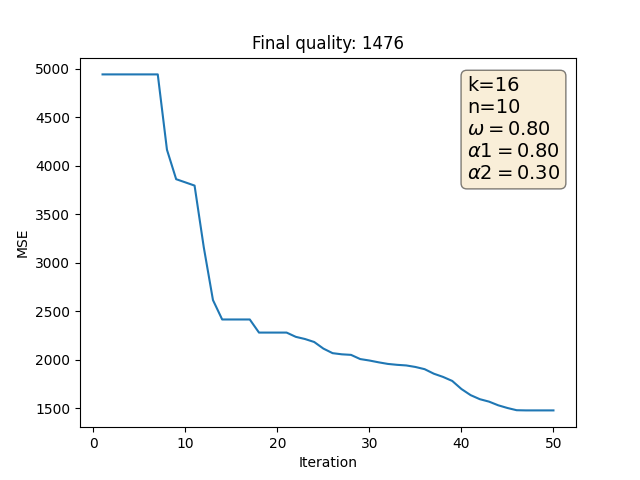 Final quality: 1476
k=16
n=10
ω = 0.80
α1 = 0.80
α2 = 0.30
MSE
5000
4500
4000
3500
3000
2500
2000
1500
0 10 20 30 40 50
Iteration